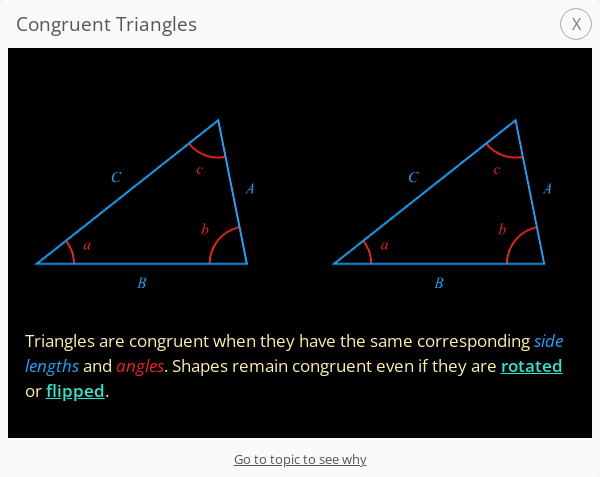 Congruent Triangles
X
C
c
A
b
a
B
C
c
A
b
a
B
Triangles are congruent when they have the same corresponding side
lengths and angles. Shapes remain congruent even if they are rotated
or flipped.
Go to topic to see why